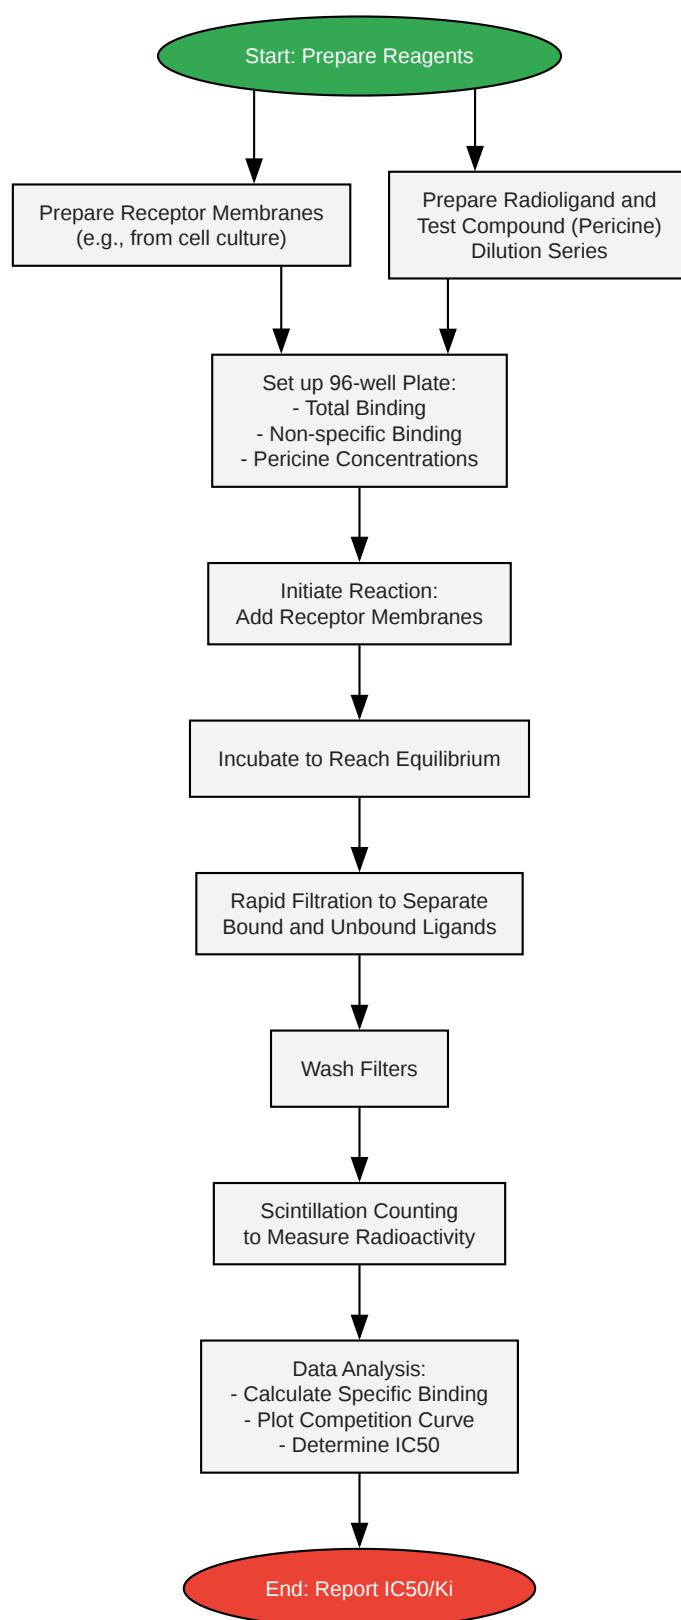 Start: Prepare Reagents
Prepare Receptor Membranes
(e.g., from cell culture)
Prepare Radioligand and
Test Compound (Pericine)
Dilution Series
Set up 96-well Plate:
- Total Binding
- Non-specific Binding
- Pericine Concentrations
Initiate Reaction:
Add Receptor Membranes
Incubate to Reach Equilibrium
Rapid Filtration to Separate
Bound and Unbound Ligands
Wash Filters
Scintillation Counting
to Measure Radioactivity
Data Analysis:
- Calculate Specific Binding
- Plot Competition Curve
- Determine IC50
End: Report IC50/Ki